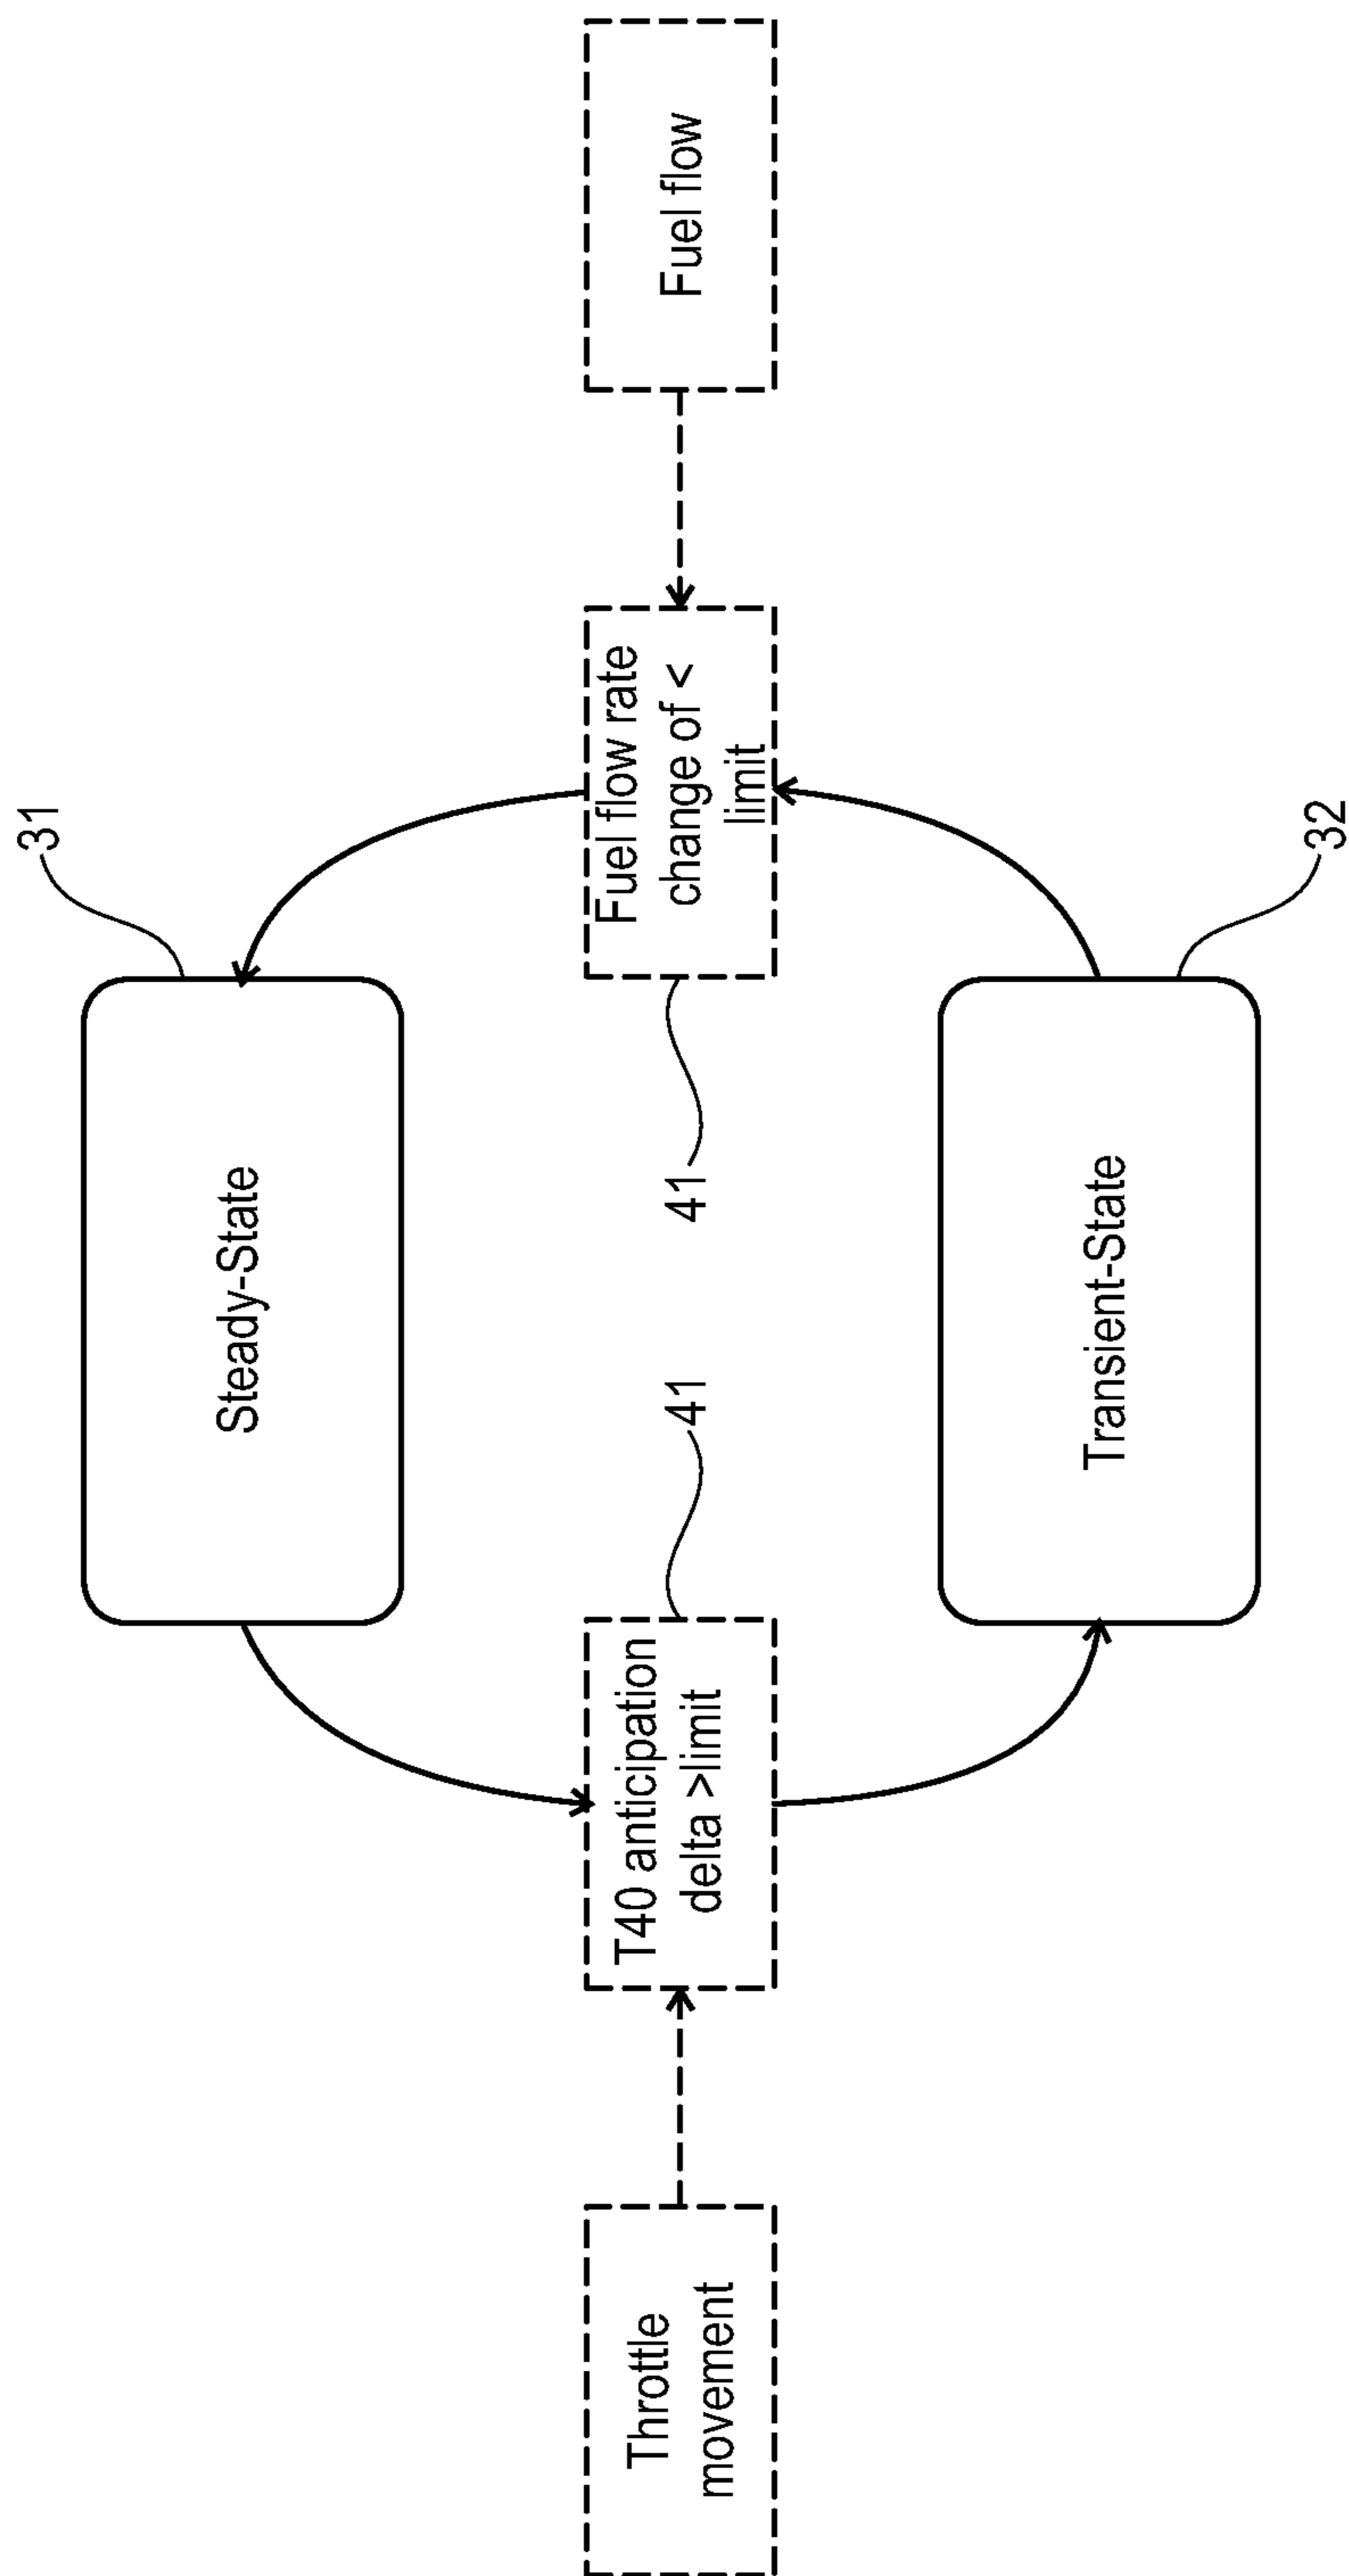 31
Steady-State
Throttle
movement
T40 anticipation
delta >limit
41
41
Fuel flow rate
change of <
limit
Fuel flow
Transient-State
32